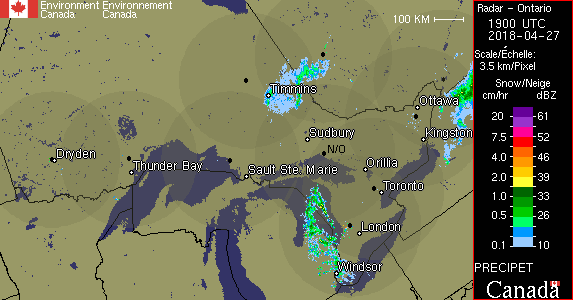 Environment Environnement
Canada Canada
100 KM
Radar - Ontario
1900 UTC
2018-04-27
Scale/Échelle:
3.5 km/Pixel
Snow/Neige
cm/hr dBZ
20 61
7.5 52
4.0 46
2.0 39
1.0 33
0.5 26
0.1 10
PRECIPET
Canada
Timmins
Ottawa
Sudbury
Kingston
N/O
Dryden
Thunder Bay
Sault Ste. Marie
Orillia
Toronto
London
Windsor